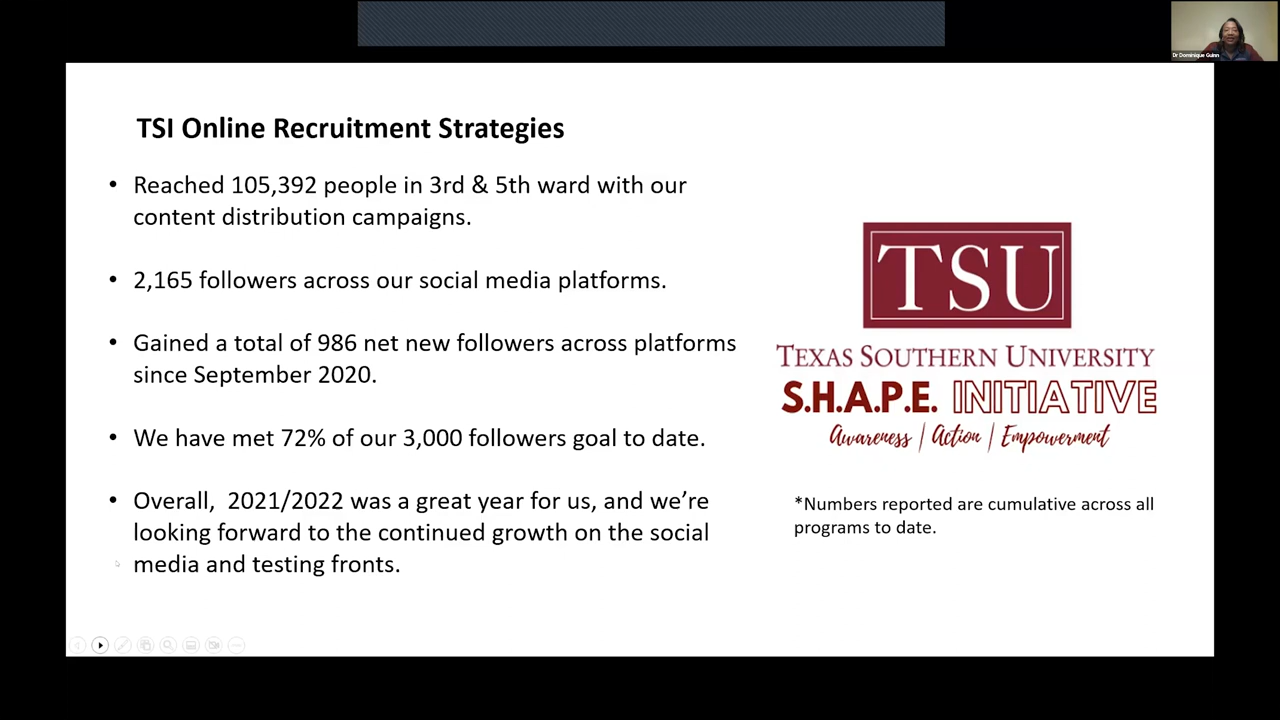 Dr Dominique Guinn
TSI Online Recruitment Strategies
• Reached 105,392 people in 3rd & 5th ward with our
content distribution campaigns.
• 2,165 followers across our social media platforms.
• Gained a total of 986 net new followers across platforms
since September 2020.
• We have met 72% of our 3,000 followers goal to date.
• Overall,  2021/2022 was a great year for us, and we’re
looking forward to the continued growth on the social
media and testing fronts.
TSU
TEXAS SOUTHERN UNIVERSITY
S.H.A.P.E. INITIATIVE
Awareness | Action | Empowerment
*Numbers reported are cumulative across all
programs to date.